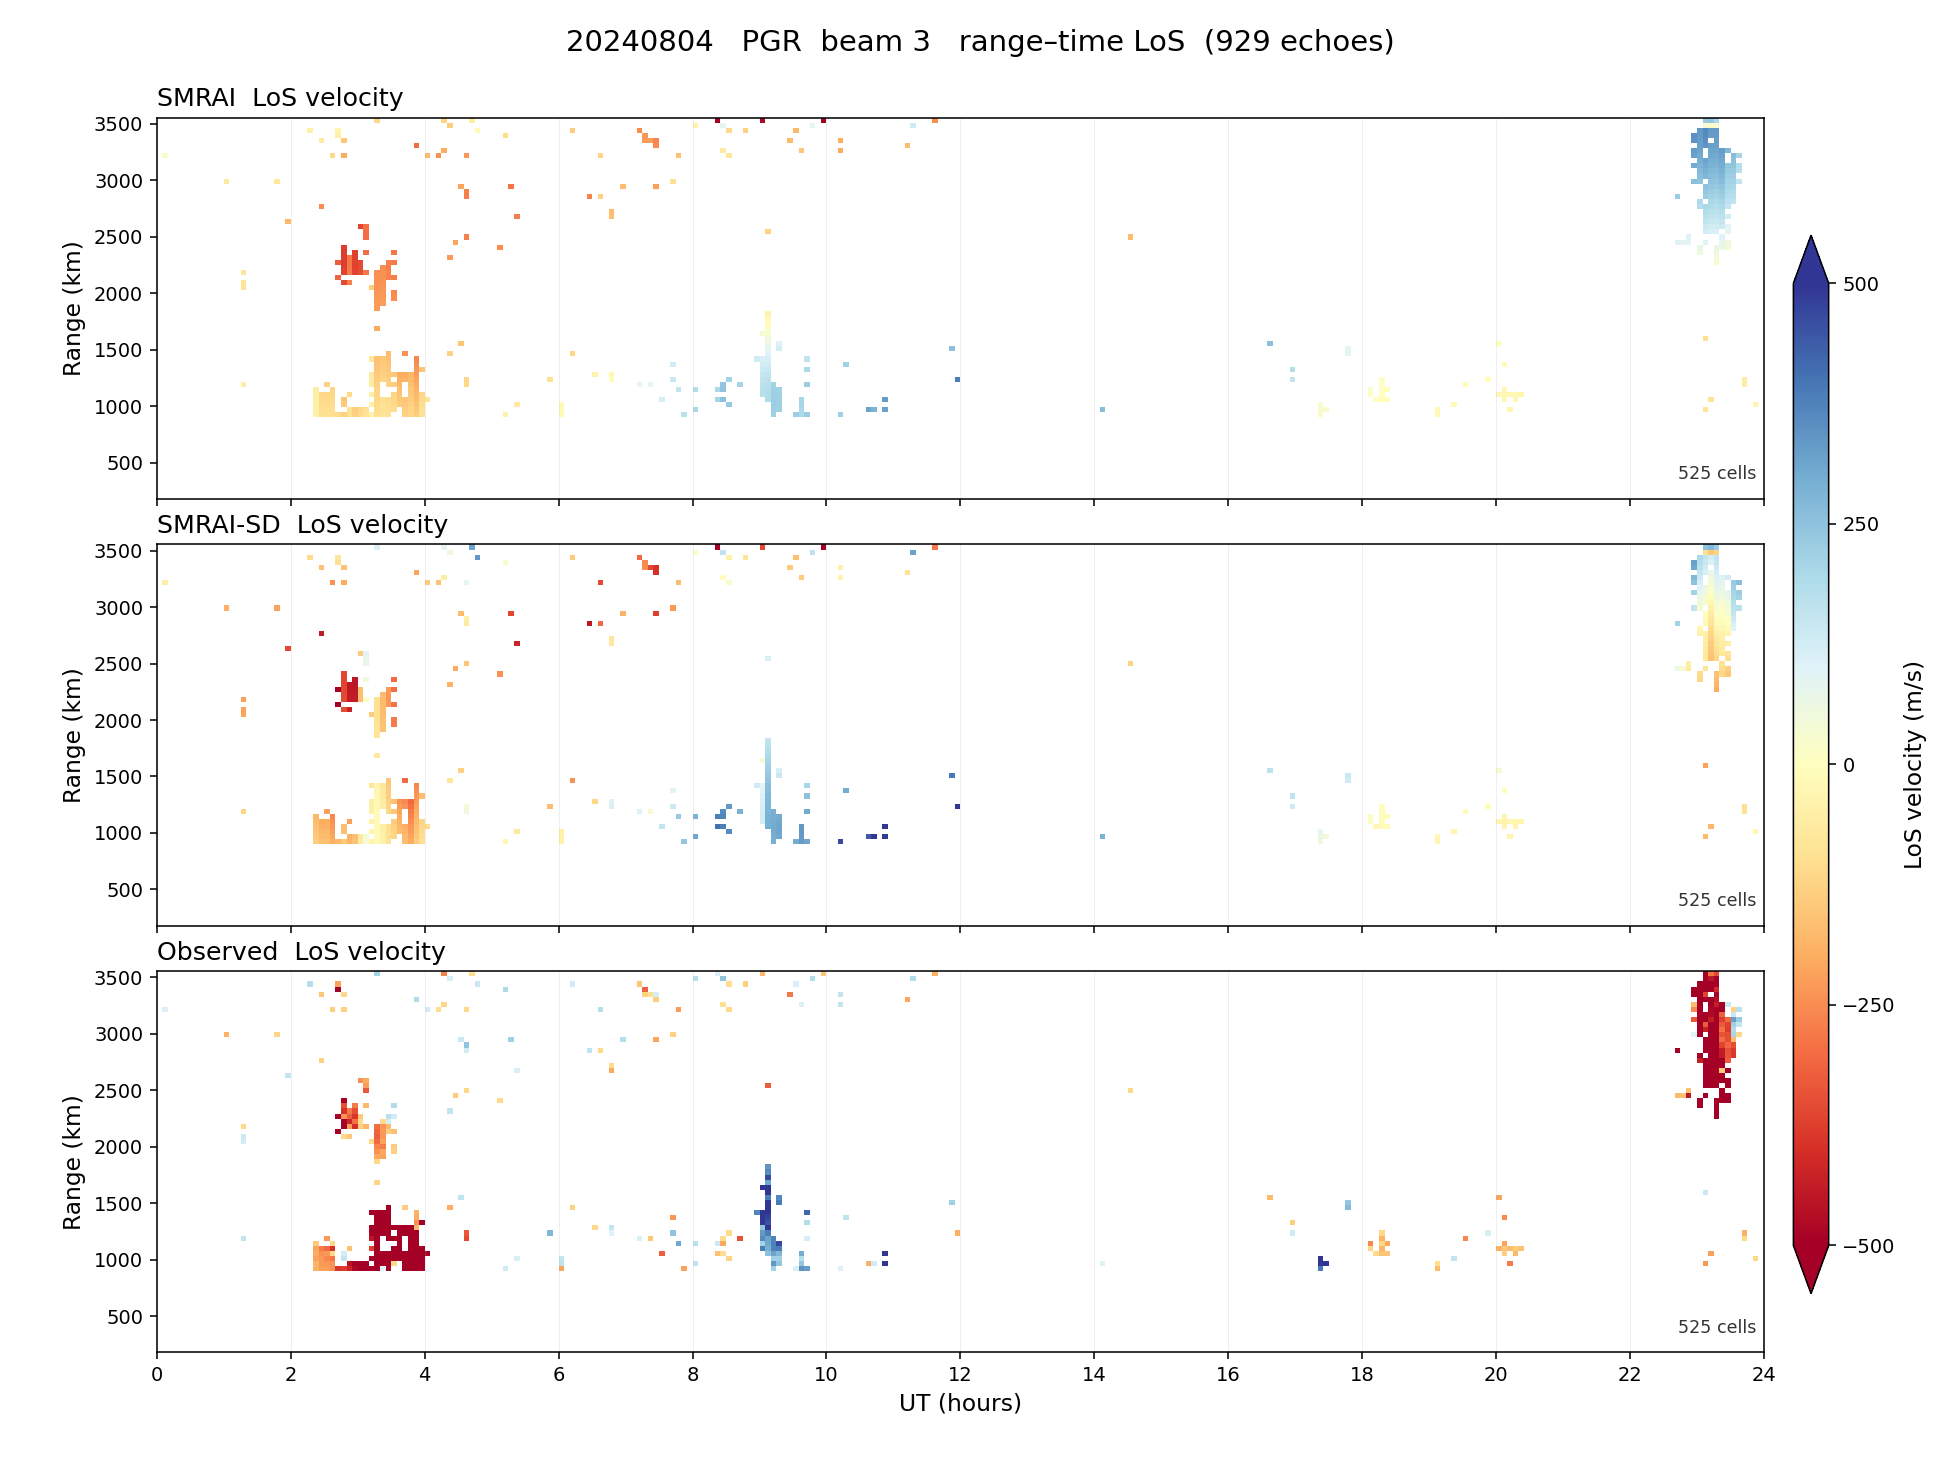 20240804   PGR  beam 3   range–time LoS  (929 echoes)
SMRAI  LoS velocity
3500
3000
2500
2000
1500
1000
500
Range (km)
525 cells
SMRAI-SD  LoS velocity
3500
3000
2500
2000
1500
1000
500
Range (km)
525 cells
Observed  LoS velocity
3500
3000
2500
2000
1500
1000
500
Range (km)
525 cells
0 2 4 6 8 10 12 14 16 18 20 22 24
UT (hours)
500
250
0
−250
−500
LoS velocity (m/s)